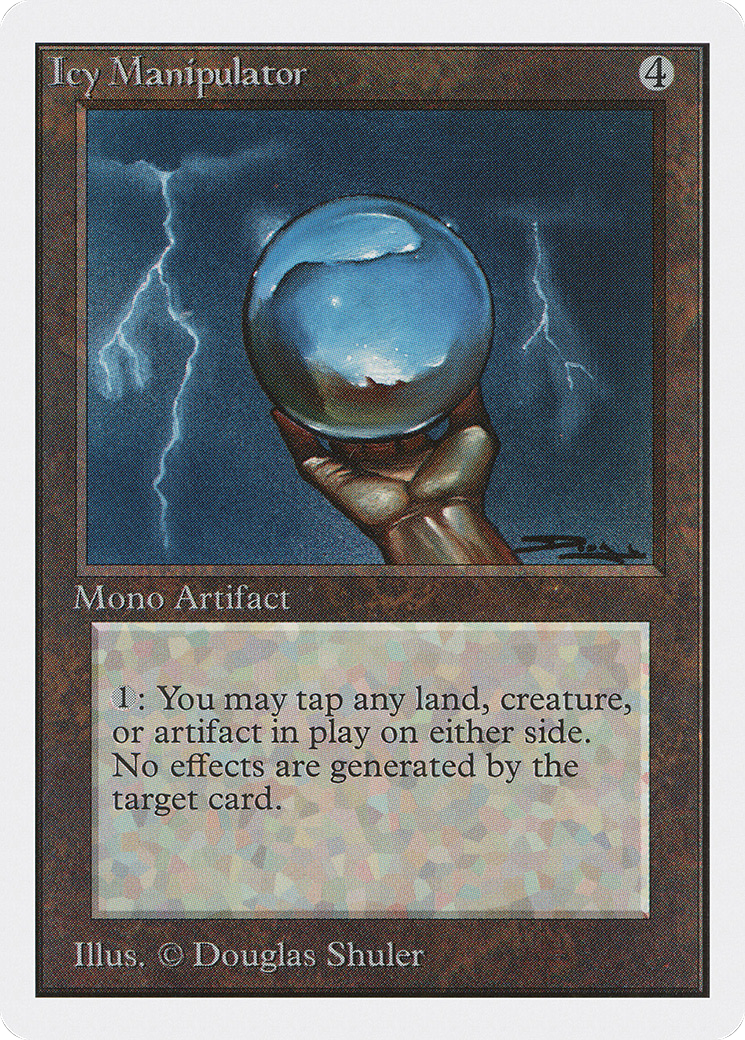 Icy Manipulator 4
Mono Artifact
1: You may tap any land, creature,
or artifact in play on either side.
No effects are generated by the
target card.
Illus. © Douglas Shuler